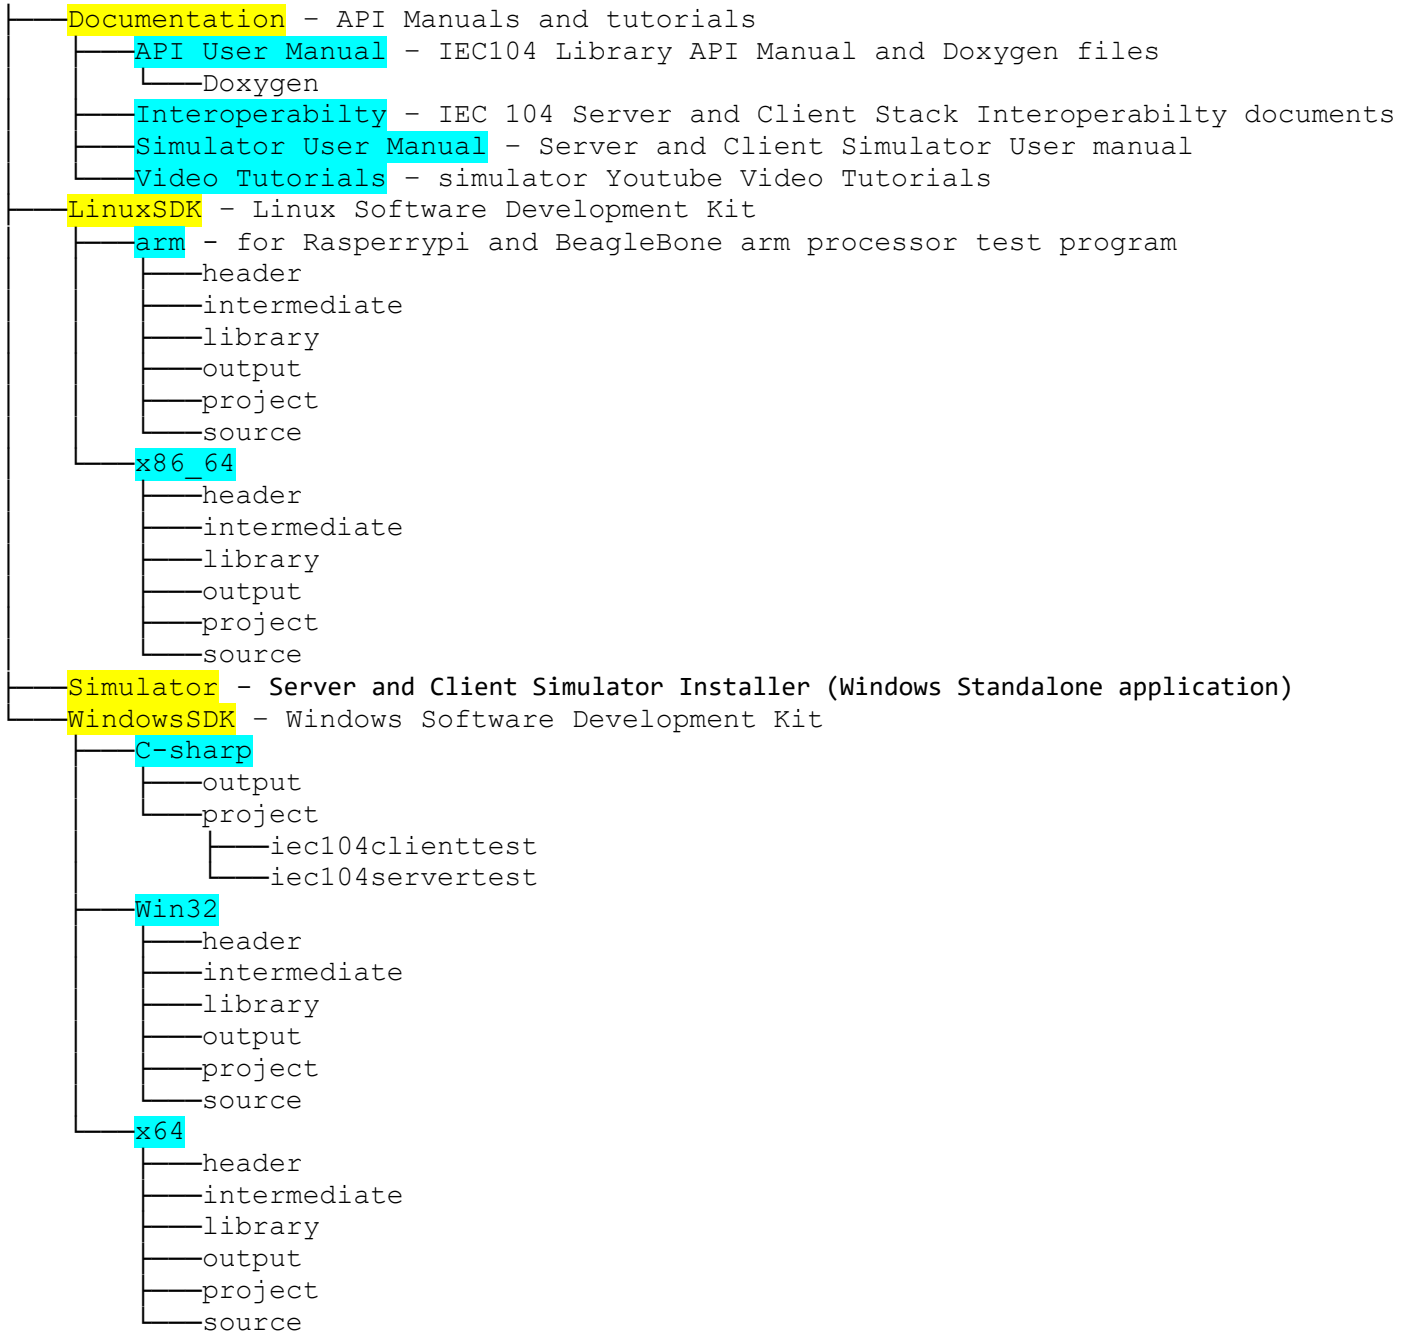 Documentation – API Manuals and tutorials
API User Manual – IEC104 Library API Manual and Doxygen files
Doxygen
Interoperabilty – IEC 104 Server and Client Stack Interoperabilty documents
Simulator User Manual – Server and Client Simulator User manual
Video Tutorials – simulator Youtube Video Tutorials
LinuxSDK – Linux Software Development Kit
arm - for Rasperrypi and BeagleBone arm processor test program
header
intermediate
library
output
project
source
x86_64
header
intermediate
library
output
project
source
Simulator – Server and Client Simulator Installer (Windows Standalone application)
WindowsSDK – Windows Software Development Kit
C-sharp
output
project
iec104clienttest
iec104servertest
Win32
header
intermediate
library
output
project
source
x64
header
intermediate
library
output
project
source